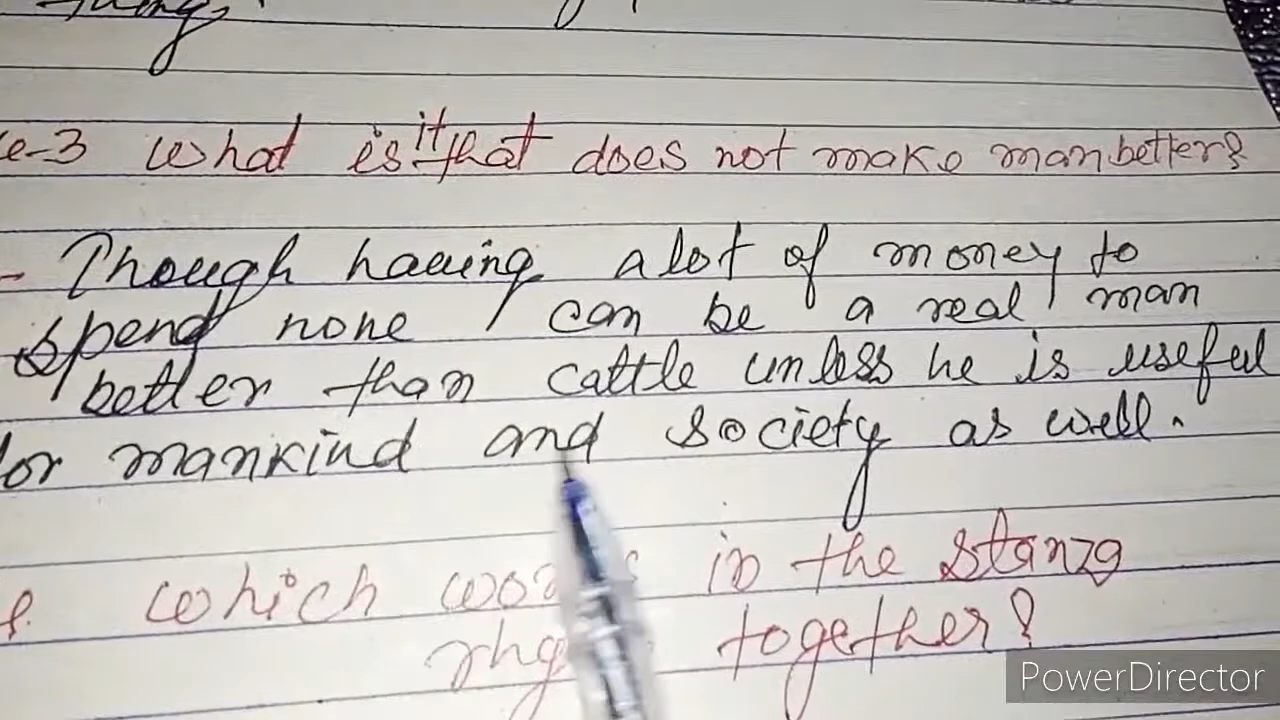 What is it that does not make man better?
- Though having a lot of money to
spend none can be a real man
better than cattle unless he is useful
for mankind and society as well.
which in the stanza
together?
PowerDirector